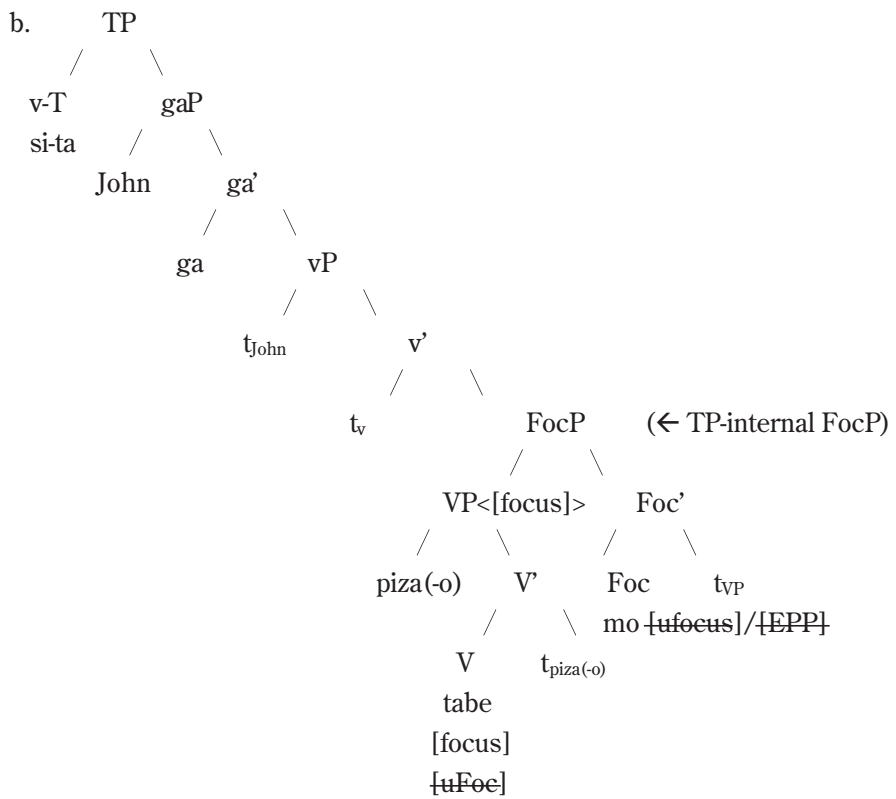 b. TP
v-T gaP
si-ta
John ga’
ga vP
tJohn v’
tv FocP (← TP-internal FocP)
VP<[focus]> Foc’
piza(-o) V’ Foc tVP
mo [ufocus]/[EPP]
V tpiza(-o)
tabe
[focus]
[uFoc]